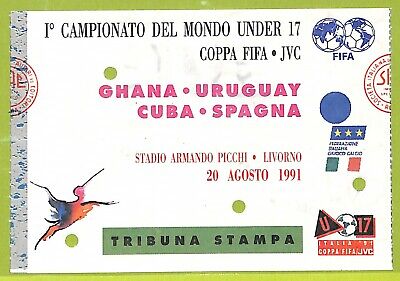 I° CAMPIONATO DEL MONDO UNDER 17
COPPA FIFA • JVC
FIFA
GHANA • URUGUAY
CUBA • SPAGNA
STADIO ARMANDO PICCHI • LIVORNO
20 AGOSTO 1991
FEDERAZIONE
ITALIANA
GIUOCO CALCIO
TRIBUNA STAMPA
U 17
ITALIA '91
COPPA FIFA JVC